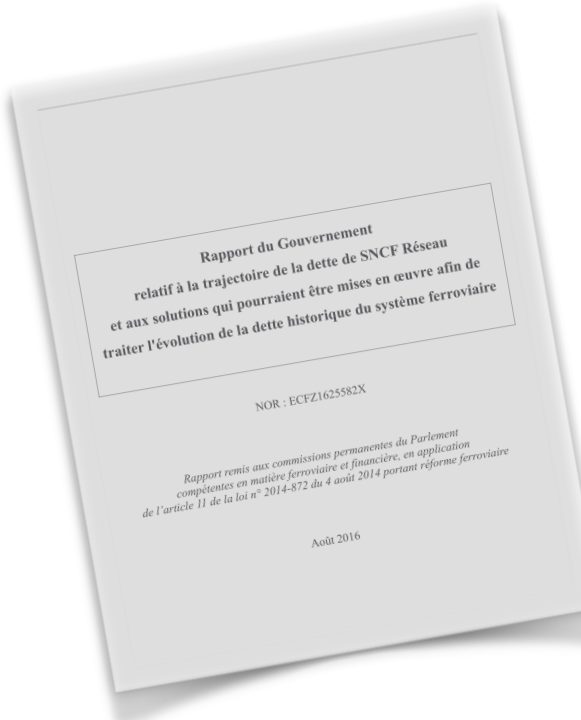 Rapport du Gouvernement
relatif à la trajectoire de la dette de SNCF Réseau
et aux solutions qui pourraient être mises en œuvre afin de
traiter l'évolution de la dette historique du système ferroviaire
NOR : ECFZ1625582X
Rapport remis aux commissions permanentes du Parlement
compétentes en matière ferroviaire et financière, en application
de l'article 11 de la loi n° 2014-872 du 4 août 2014 portant réforme ferroviaire
Août 2016